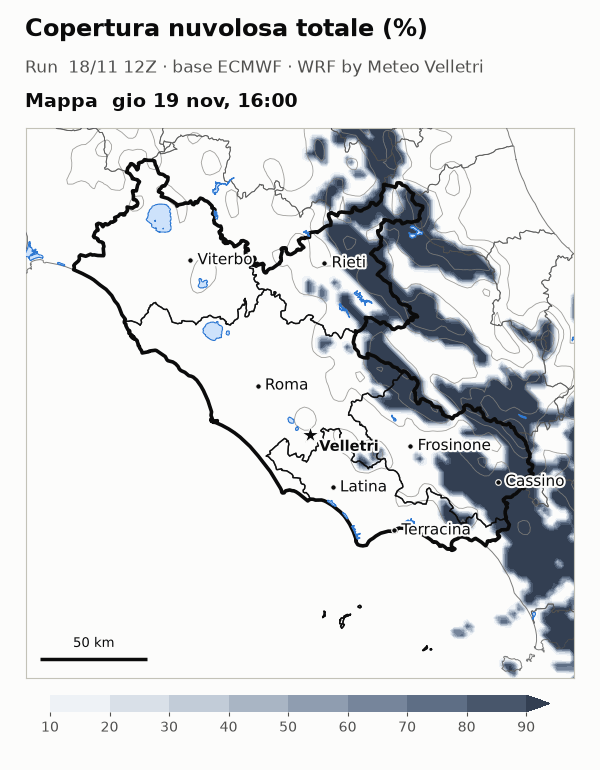 Copertura nuvolosa totale (%)
Run 18/11 12Z · base ECMWF · WRF by Meteo Velletri
Mappa gio 19 nov, 16:00
Viterbo
Rieti
Roma
Velletri
Frosinone
Cassino
Latina
Terracina
50 km
10 20 30 40 50 60 70 80 90